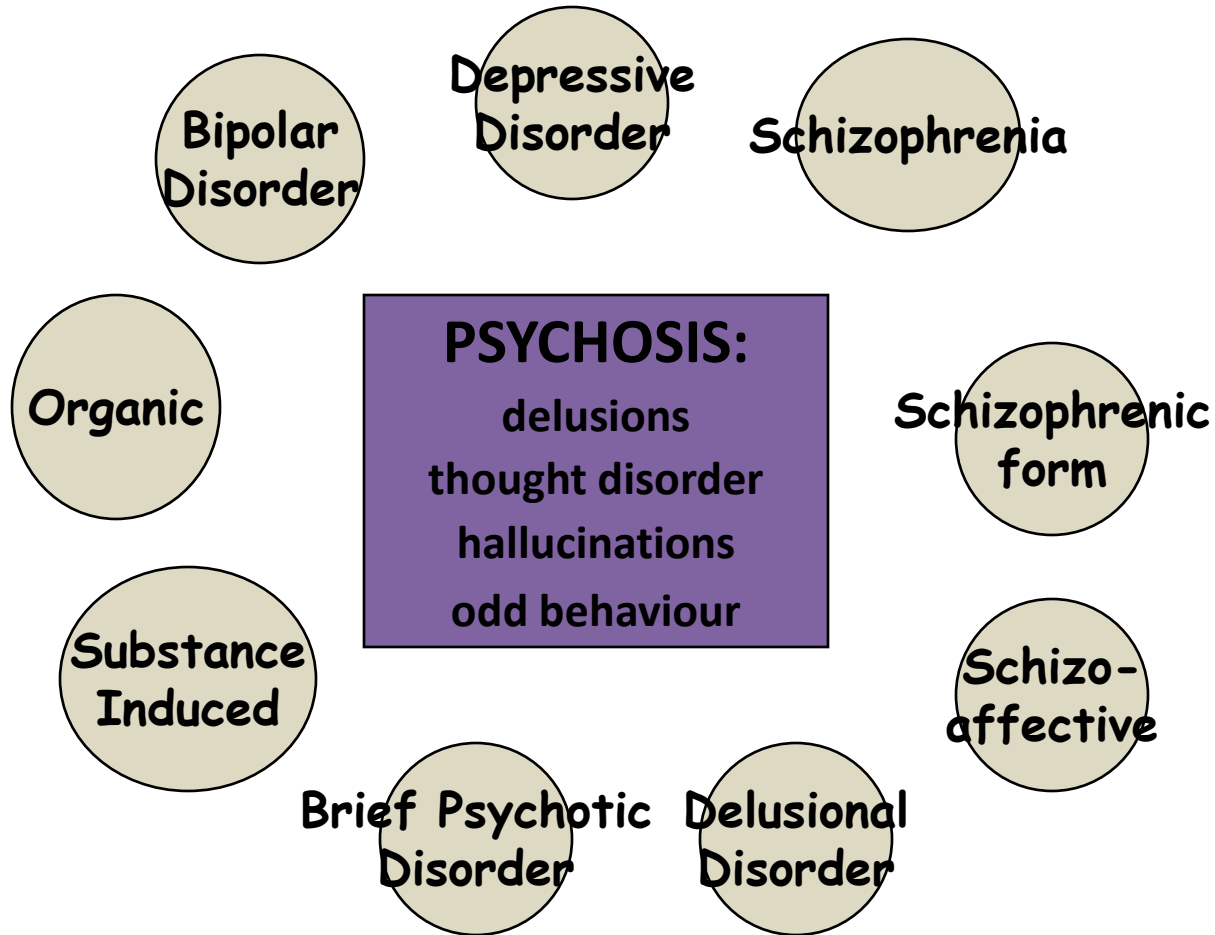 Depressive
Disorder
Bipolar
Disorder
Schizophrenia
PSYCHOSIS:
delusions
thought disorder
hallucinations
odd behaviour
Organic
Schizophrenic
form
Substance
Induced
Schizo-
affective
Brief Psychotic
Disorder
Delusional
Disorder